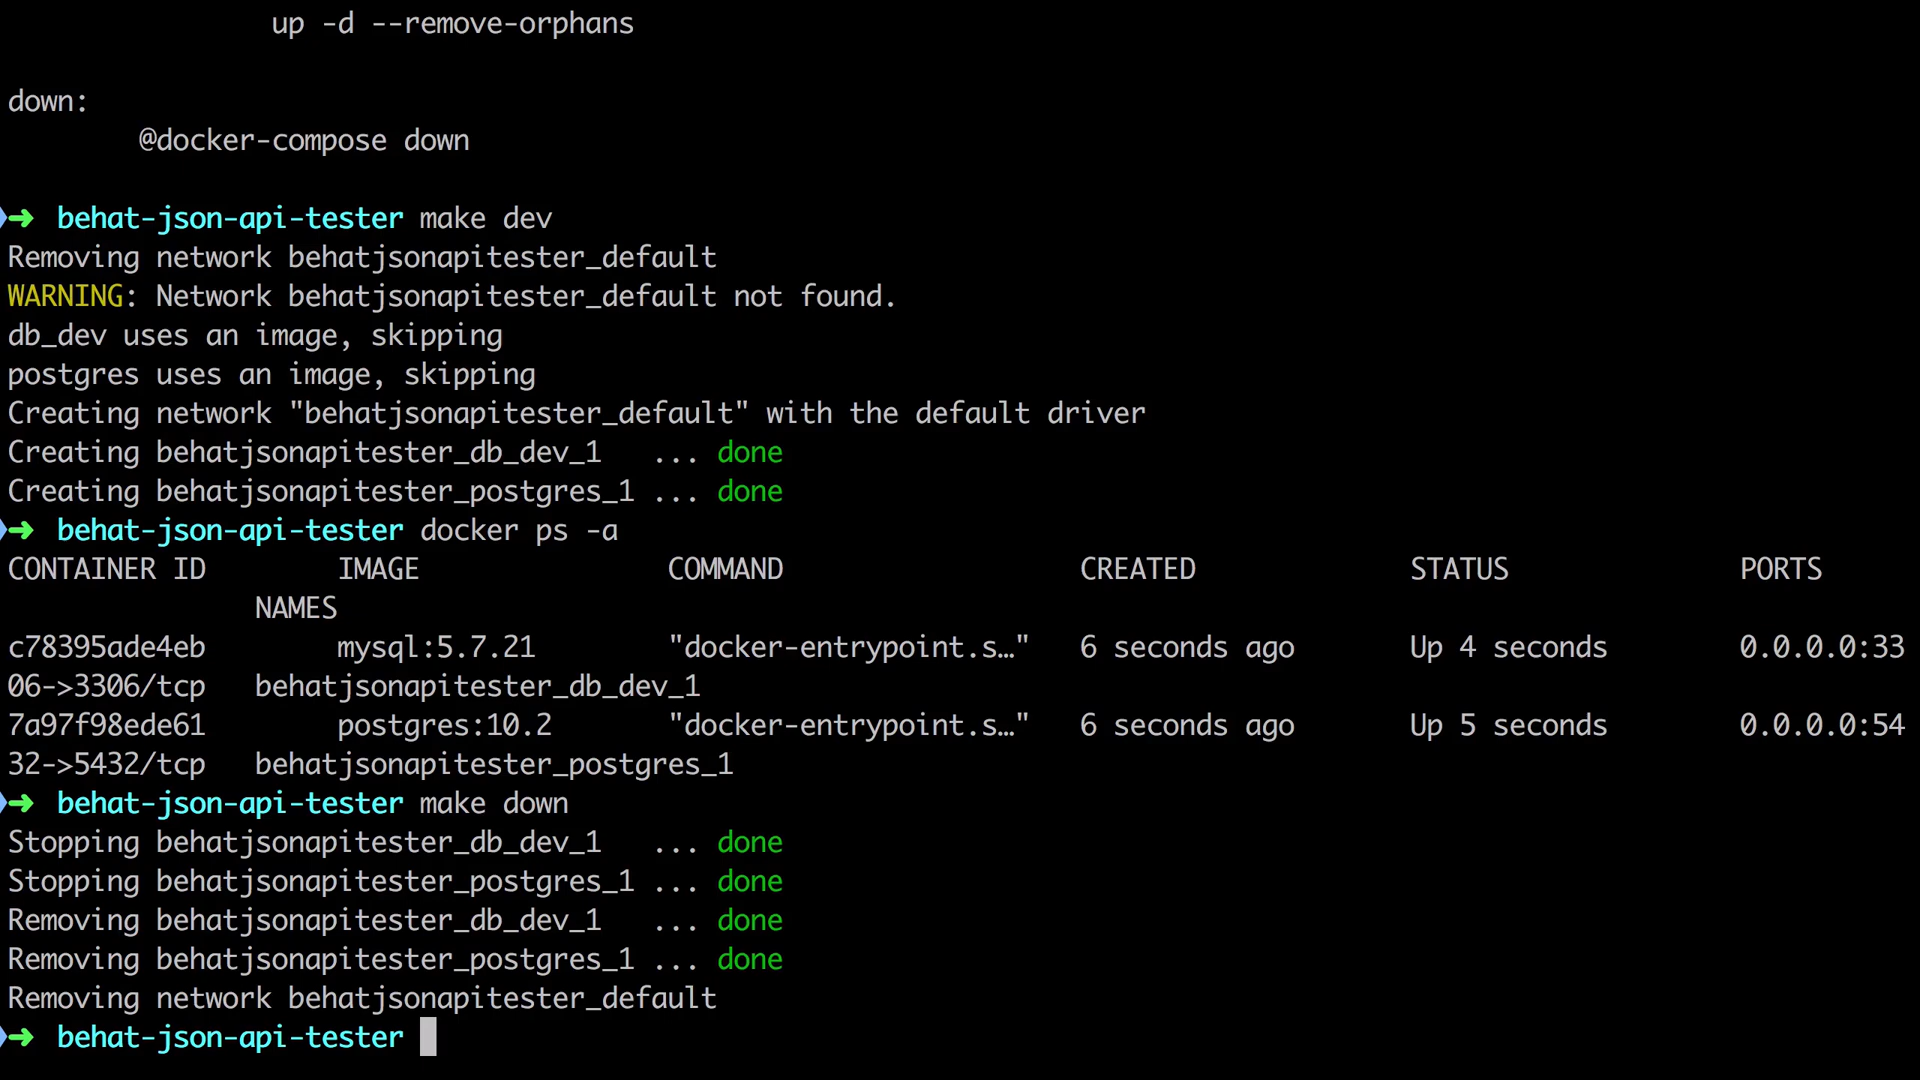 up -d --remove-orphans
down:
@docker-compose down
➜ behat-json-api-tester make dev
Removing network behatjsonapitester_default
WARNING: Network behatjsonapitester_default not found.
db_dev uses an image, skipping
postgres uses an image, skipping
Creating network "behatjsonapitester_default" with the default driver
Creating behatjsonapitester_db_dev_1   ... done
Creating behatjsonapitester_postgres_1 ... done
➜ behat-json-api-tester docker ps -a
CONTAINER ID        IMAGE               COMMAND                  CREATED             STATUS              PORTS
NAMES
c78395ade4eb        mysql:5.7.21        "docker-entrypoint.s…"   6 seconds ago       Up 4 seconds        0.0.0.0:33
06->3306/tcp   behatjsonapitester_db_dev_1
7a97f98ede61        postgres:10.2       "docker-entrypoint.s…"   6 seconds ago       Up 5 seconds        0.0.0.0:54
32->5432/tcp   behatjsonapitester_postgres_1
➜ behat-json-api-tester make down
Stopping behatjsonapitester_db_dev_1   ... done
Stopping behatjsonapitester_postgres_1 ... done
Removing behatjsonapitester_db_dev_1   ... done
Removing behatjsonapitester_postgres_1 ... done
Removing network behatjsonapitester_default
➜ behat-json-api-tester